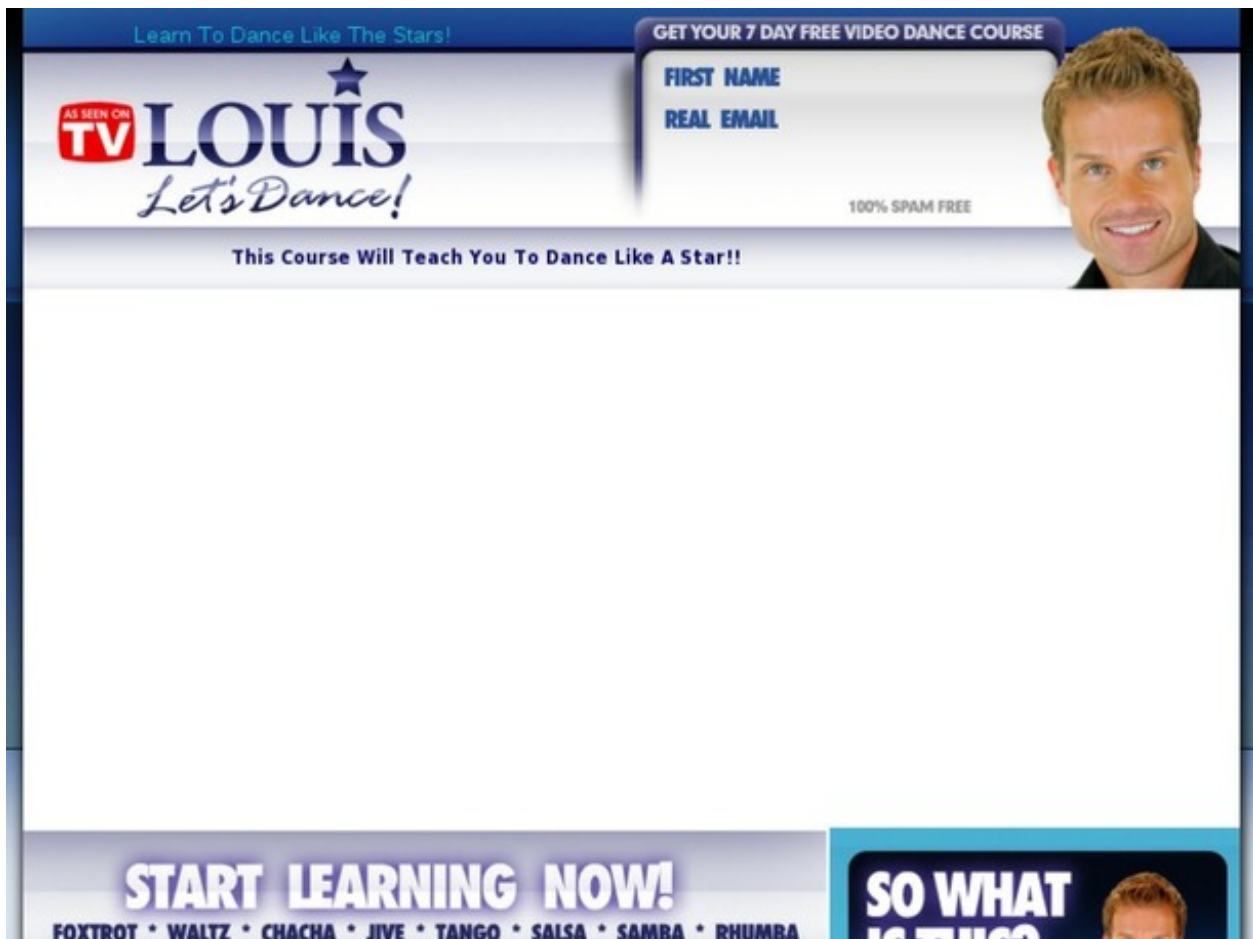 Learn To Dance Like The Stars!
GET YOUR 7 DAY FREE VIDEO DANCE COURSE
FIRST NAME
REAL EMAIL
100% SPAM FREE
AS SEEN ON
TV
LOUIS
Let's Dance!
This Course Will Teach You To Dance Like A Star!!
START LEARNING NOW!
FOXTROT * WALTZ * CHACHA * JIVE * TANGO * SALSA * SAMBA * RHUMBA
SO WHAT
IS THIS?